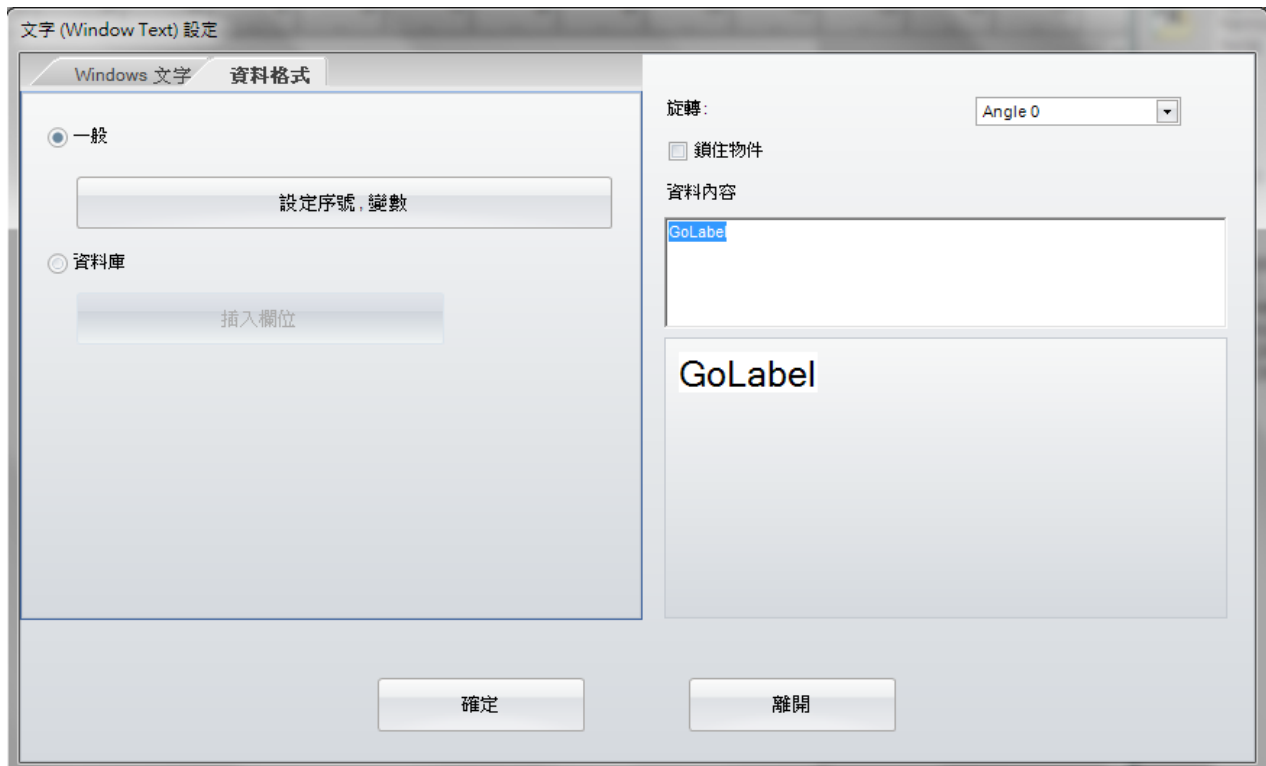 文字 (Window Text) 設定
Windows 文字
資料格式
一般
設定序號, 變數
資料庫
插入欄位
旋轉:
Angle 0
鎖住物件
資料內容
GoLabel
GoLabel
確定
離開